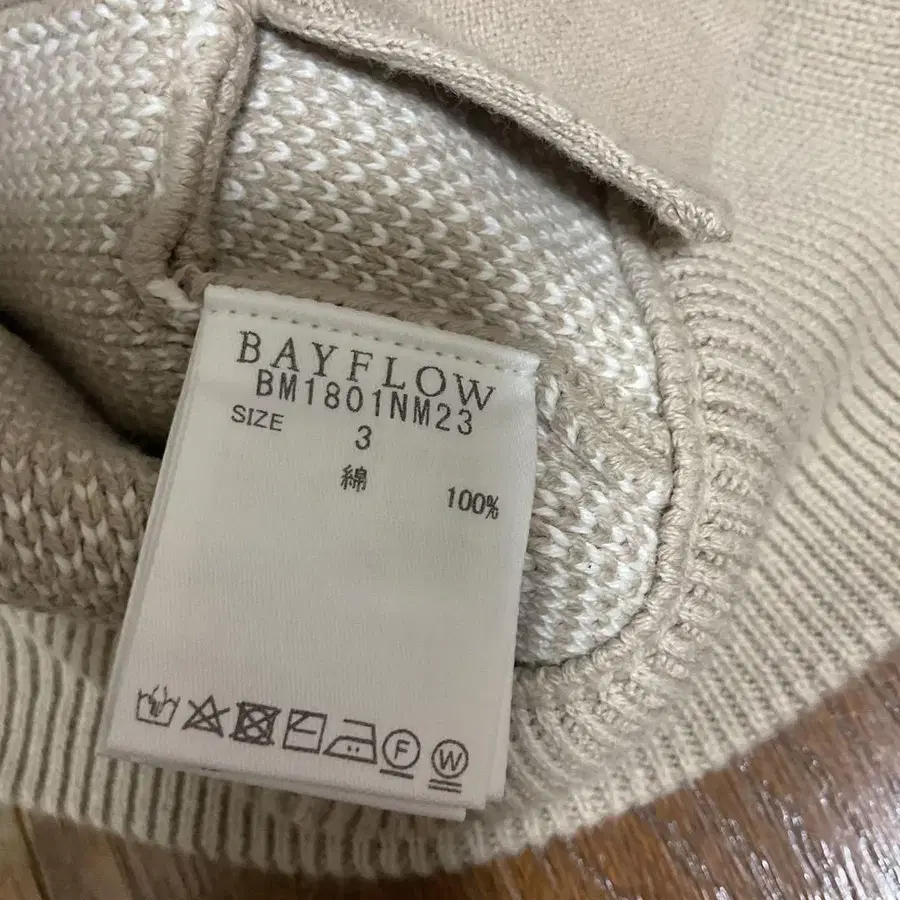 BAYFLOW
BM1801NM23
SIZE 3
綿 100%
F W